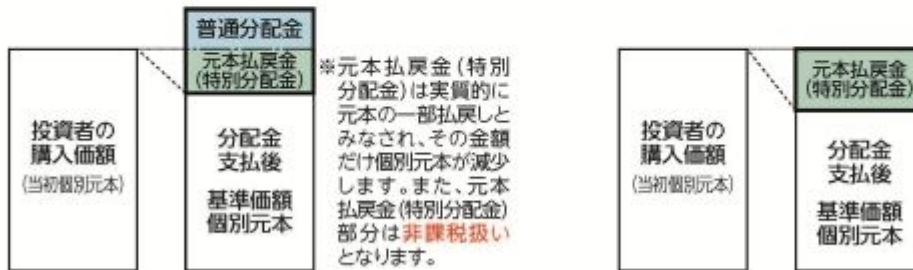 普通分配金
元本払戻金
(特別分配金)
投資者の
購入価額
(当初個別元本)
分配金
支払後
基準価額
個別元本
※元本払戻金(特別
分配金)は実質的に
元本の一部払戻しと
みなされ、その金額
だけ個別元本が減少
します。また、元本
払戻金(特別分配金)
部分は非課税扱い
となります。
投資者の
購入価額
(当初個別元本)
元本払戻金
(特別分配金)
分配金
支払後
基準価額
個別元本